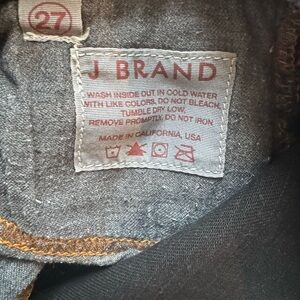 27
J BRAND
WASH INSIDE OUT IN COLD WATER
WITH LIKE COLORS, DO NOT BLEACH,
TUMBLE DRY LOW,
REMOVE PROMPTLY, DO NOT IRON
MADE IN CALIFORNIA, USA